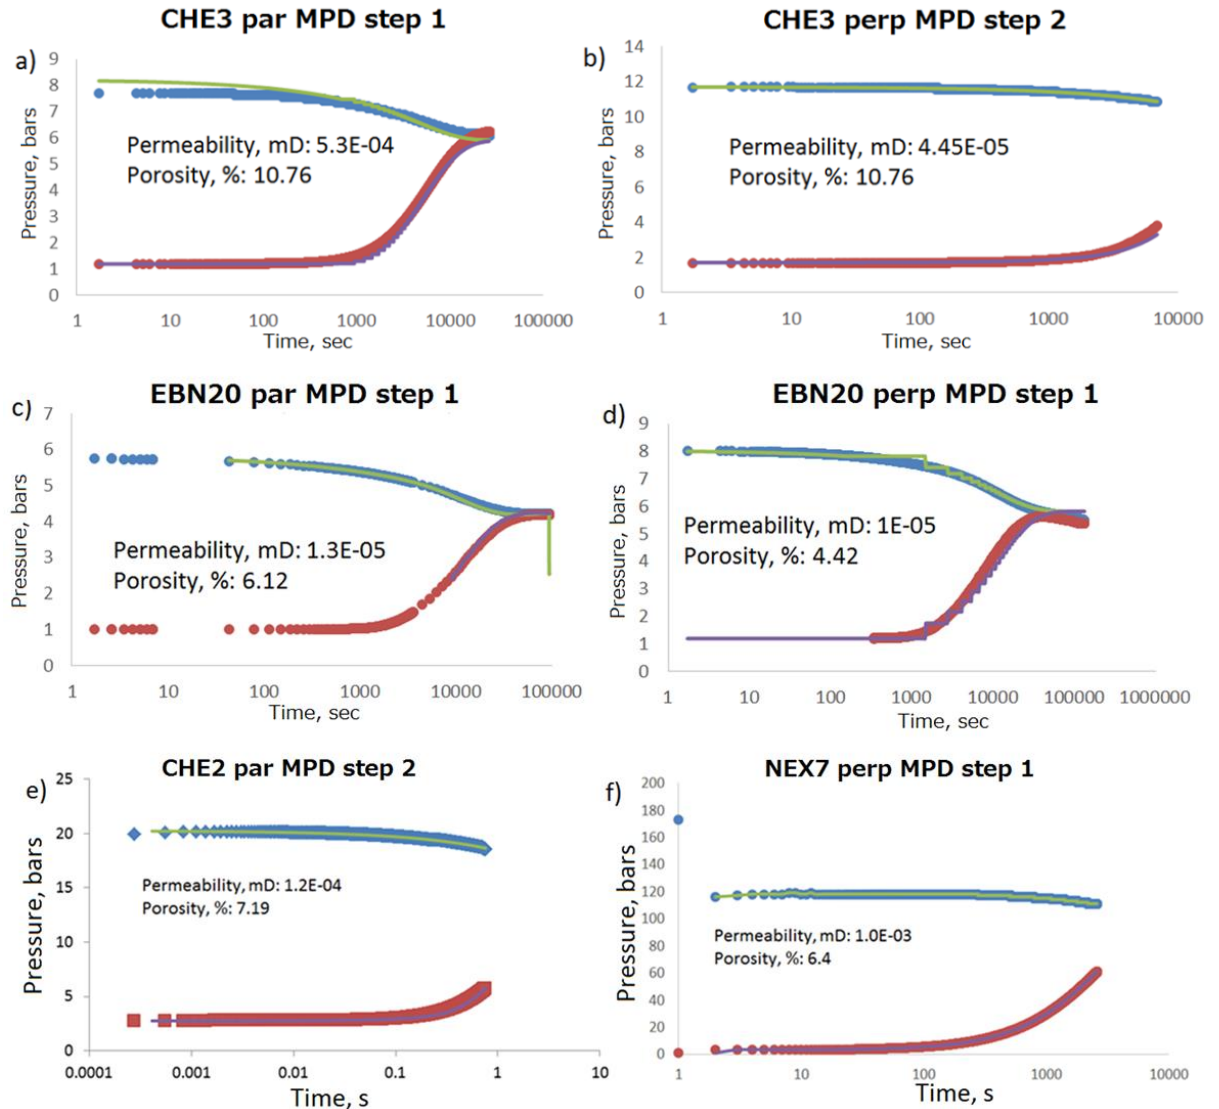 CHE3 par MPD step 1
a)
9
8
7
6
5
4
3
2
1
0
Pressure, bars
Permeability, mD: 5.3E-04
Porosity, %: 10.76
1 10 100 1000 10000 100000
Time, sec
CHE3 perp MPD step 2
b)
14
12
10
8
6
4
2
0
Pressure, bars
Permeability, mD: 4.45E-05
Porosity, %: 10.76
1 10 100 1000 10000
Time, sec
EBN20 par MPD step 1
c)
7
6
5
4
3
2
1
0
Pressure, bars
Permeability, mD: 1.3E-05
Porosity, %: 6.12
1 10 100 1000 10000 100000
Time, sec
EBN20 perp MPD step 1
d)
9
8
7
6
5
4
3
2
1
0
Pressure, bars
Permeability, mD: 1E-05
Porosity, %: 4.42
1 10 100 1000 10000 100000 1000000
Time, sec
CHE2 par MPD step 2
e)
25
20
15
10
5
0
Pressure, bars
Permeability, mD: 1.2E-04
Porosity, %: 7.19
0.0001 0.001 0.01 0.1 1 10
Time, s
NEX7 perp MPD step 1
f)
200
180
160
140
120
100
80
60
40
20
0
Pressure, bars
Permeability, mD: 1.0E-03
Porosity, %: 6.4
1 10 100 1000 10000
Time, s